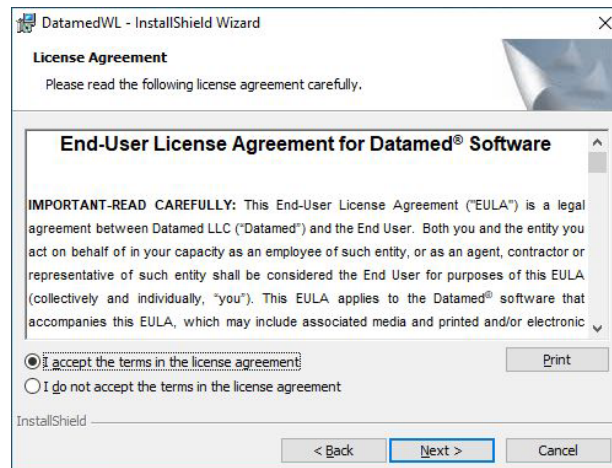 DatamedWL - InstallShield Wizard
License Agreement
Please read the following license agreement carefully.
End-User License Agreement for Datamed® Software
IMPORTANT-READ CAREFULLY: This End-User License Agreement ("EULA") is a legal
agreement between Datamed LLC (“Datamed”) and the End User. Both you and the entity you
act on behalf of in your capacity as an employee of such entity, or as an agent, contractor or
representative of such entity shall be considered the End User for purposes of this EULA
(collectively and individually, “you”). This EULA applies to the Datamed® software that
accompanies this EULA, which may include associated media and printed and/or electronic
I accept the terms in the license agreement
Print
I do not accept the terms in the license agreement
InstallShield
< Back
Next >
Cancel